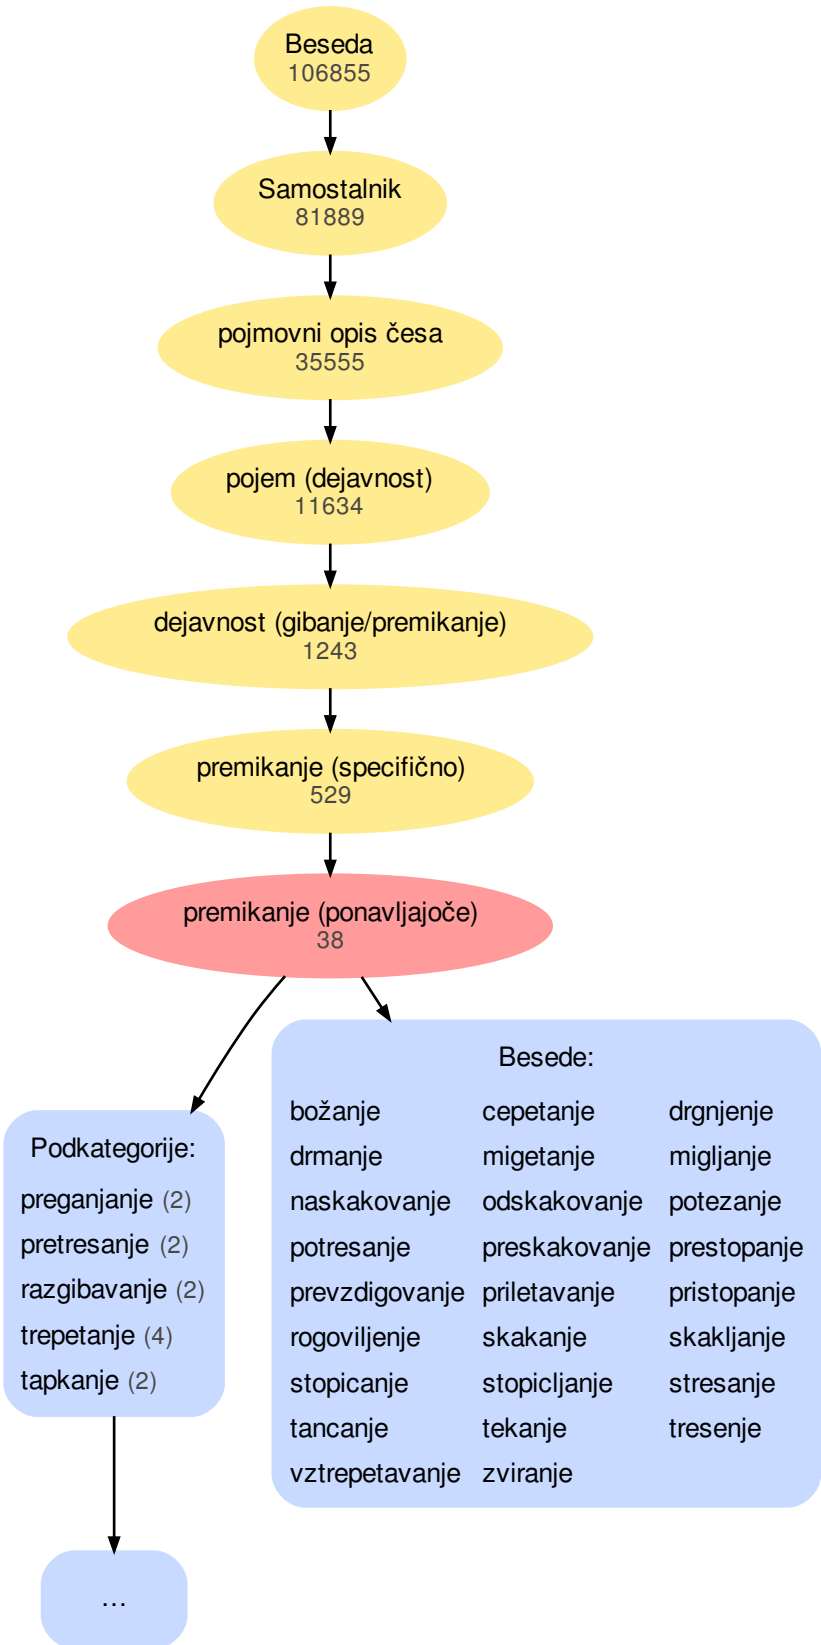 Beseda
106855
Samostalnik
81889
pojmovni opis česa
35555
pojem (dejavnost)
11634
dejavnost (gibanje/premikanje)
1243
premikanje (specifično)
529
premikanje (ponavljajoče)
38
Podkategorije:
preganjanje (2)
pretresanje (2)
razgibavanje (2)
trepetanje (4)
tapkanje (2)
...
Besede:
božanje cepetanje drgnjenje
drmanje migetanje migljanje
naskakovanje odskakovanje potezanje
potresanje preskakovanje prestopanje
prevzdigovanje priletavanje pristopanje
rogoviljenje skakanje skakljanje
stopicanje stopicljanje stresanje
tancanje tekanje tresenje
vztrepetavanje zviranje